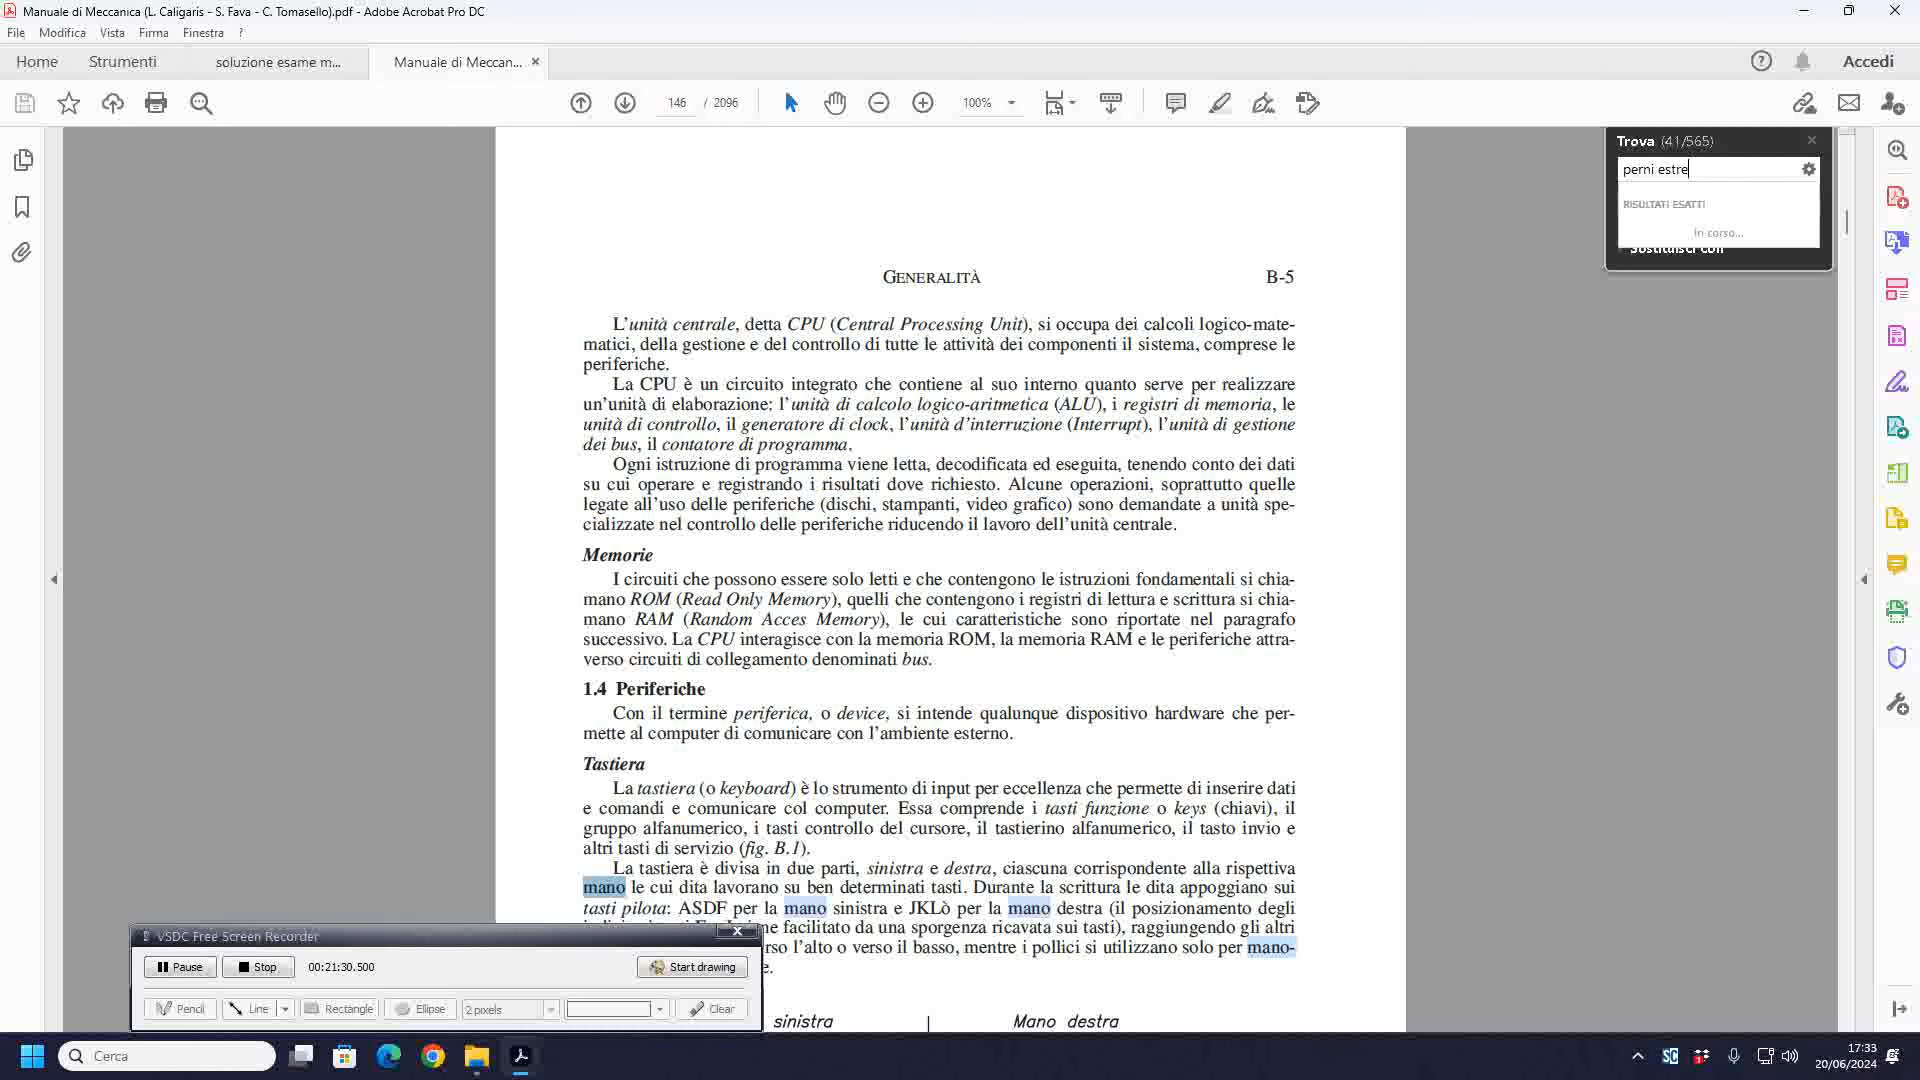 Manuale di Meccanica (L. Caligaris - S. Fava - C. Tomasello).pdf - Adobe Acrobat Pro DC
File Modifica Vista Firma Finestra ?
Home Strumenti soluzione esame m... Manuale di Meccan... × Accedi
146 / 2096 100%
Trova (41/565)
perni estre
RISULTATI ESATTI
In corso...
Sostituisci con
GENERALITÀ B-5
L'unità centrale, detta CPU (Central Processing Unit), si occupa dei calcoli logico-mate-
matici, della gestione e del controllo di tutte le attività dei componenti il sistema, comprese le
periferiche.
La CPU è un circuito integrato che contiene al suo interno quanto serve per realizzare
un'unità di elaborazione: l'unità di calcolo logico-aritmetica (ALU), i registri di memoria, le
unità di controllo, il generatore di clock, l'unità d'interruzione (Interrupt), l'unità di gestione
dei bus, il contatore di programma.
Ogni istruzione di programma viene letta, decodificata ed eseguita, tenendo conto dei dati
su cui operare e registrando i risultati dove richiesto. Alcune operazioni, soprattutto quelle
legate all'uso delle periferiche (dischi, stampanti, video grafico) sono demandate a unità spe-
cializzate nel controllo delle periferiche riducendo il lavoro dell'unità centrale.
Memorie
I circuiti che possono essere solo letti e che contengono le istruzioni fondamentali si chia-
mano ROM (Read Only Memory), quelli che contengono i registri di lettura e scrittura si chia-
mano RAM (Random Acces Memory), le cui caratteristiche sono riportate nel paragrafo
successivo. La CPU interagisce con la memoria ROM, la memoria RAM e le periferiche attra-
verso circuiti di collegamento denominati bus.
1.4 Periferiche
Con il termine periferica, o device, si intende qualunque dispositivo hardware che per-
mette al computer di comunicare con l'ambiente esterno.
Tastiera
La tastiera (o keyboard) è lo strumento di input per eccellenza che permette di inserire dati
e comandi e comunicare col computer. Essa comprende i tasti funzione o keys (chiavi), il
gruppo alfanumerico, i tasti controllo del cursore, il tastierino alfanumerico, il tasto invio e
altri tasti di servizio (fig. B.1).
La tastiera è divisa in due parti, sinistra e destra, ciascuna corrispondente alla rispettiva
mano le cui dita lavorano su ben determinati tasti. Durante la scrittura le dita appoggiano sui
tasti pilota: ASDF per la mano sinistra e JKLò per la mano destra (il posizionamento degli
ne facilitato da una sporgenza ricavata sui tasti), raggiungendo gli altri
rso l'alto o verso il basso, mentre i pollici si utilizzano solo per mano-
e.
sinistra Mano destra
VSDC Free Screen Recorder
Pause Stop 00:21:30.500 Start drawing
Pencil Line Rectangle Ellipse 2 pixels Clear
Cerca
17:33
20/06/2024